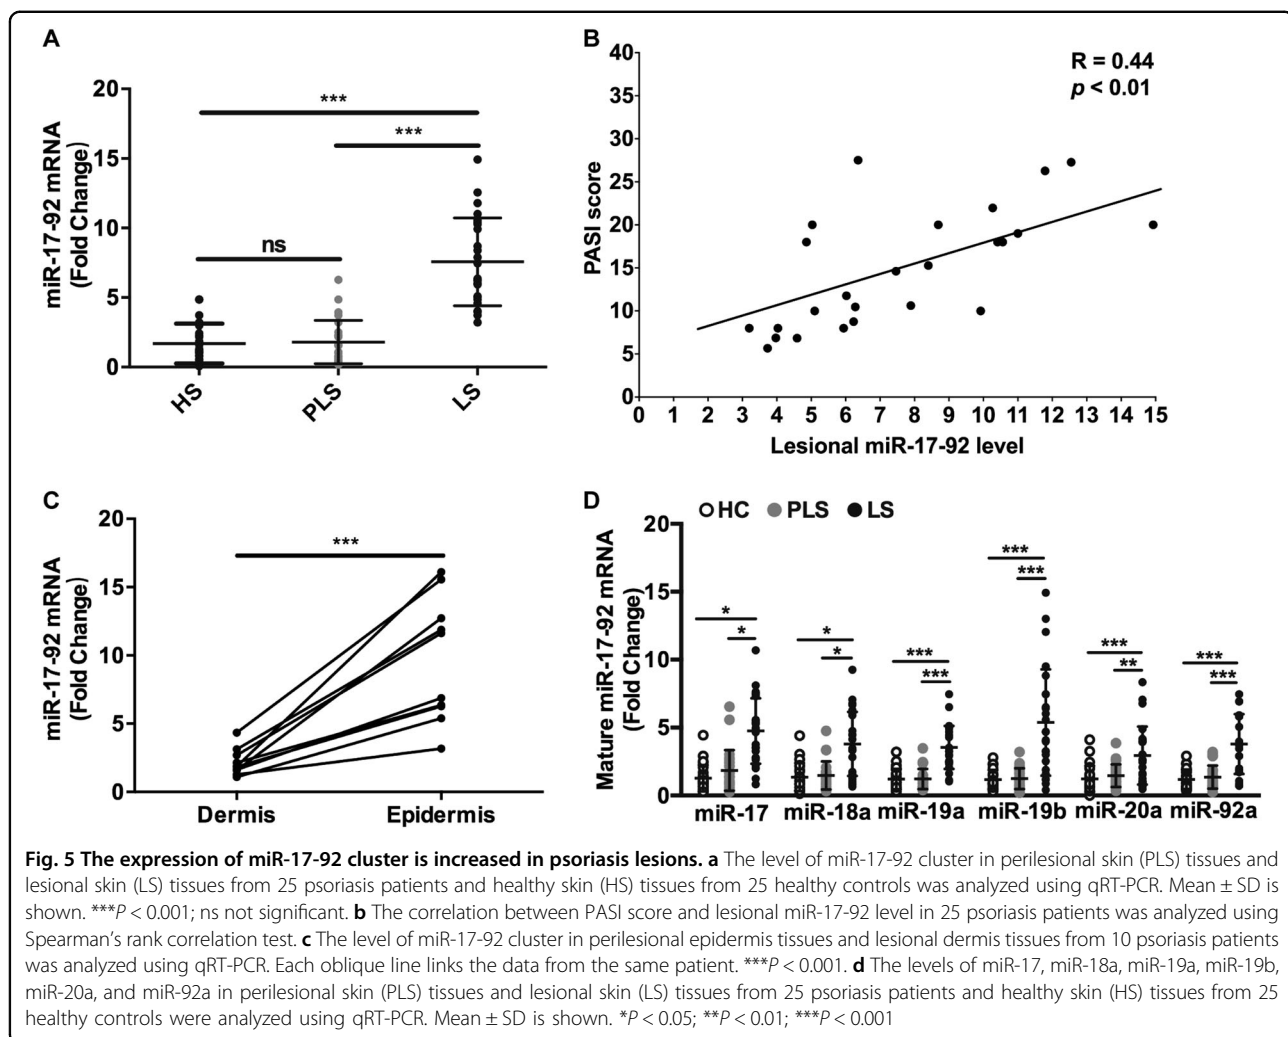 A
miR-17-92 mRNA
(Fold Change)
20
15
10
5
0
***
***
ns
HS
PLS
LS
B
PASI score
40
35
30
25
20
15
10
5
0
R = 0.44
p < 0.01
0 1 2 3 4 5 6 7 8 9 10 11 12 13 14 15
Lesional miR-17-92 level
C
miR-17-92 mRNA
(Fold Change)
20
15
10
5
0
***
Dermis Epidermis
D
HC PLS LS
Mature miR-17-92 mRNA
(Fold Change)
20
15
10
5
0
*
*
*
*
***
***
***
***
***
**
***
***
miR-17 miR-18a miR-19a miR-19b miR-20a miR-92a
Fig. 5 The expression of miR-17-92 cluster is increased in psoriasis lesions. a The level of miR-17-92 cluster in perilesional skin (PLS) tissues and
lesional skin (LS) tissues from 25 psoriasis patients and healthy skin (HS) tissues from 25 healthy controls was analyzed using qRT-PCR. Mean ± SD is
shown. ***P < 0.001; ns not significant. b The correlation between PASI score and lesional miR-17-92 level in 25 psoriasis patients was analyzed using
Spearman's rank correlation test. c The level of miR-17-92 cluster in perilesional epidermis tissues and lesional dermis tissues from 10 psoriasis patients
was analyzed using qRT-PCR. Each oblique line links the data from the same patient. ***P < 0.001. d The levels of miR-17, miR-18a, miR-19a, miR-19b,
miR-20a, and miR-92a in perilesional skin (PLS) tissues and lesional skin (LS) tissues from 25 psoriasis patients and healthy skin (HS) tissues from 25
healthy controls were analyzed using qRT-PCR. Mean ± SD is shown. *P < 0.05; **P < 0.01; ***P < 0.001